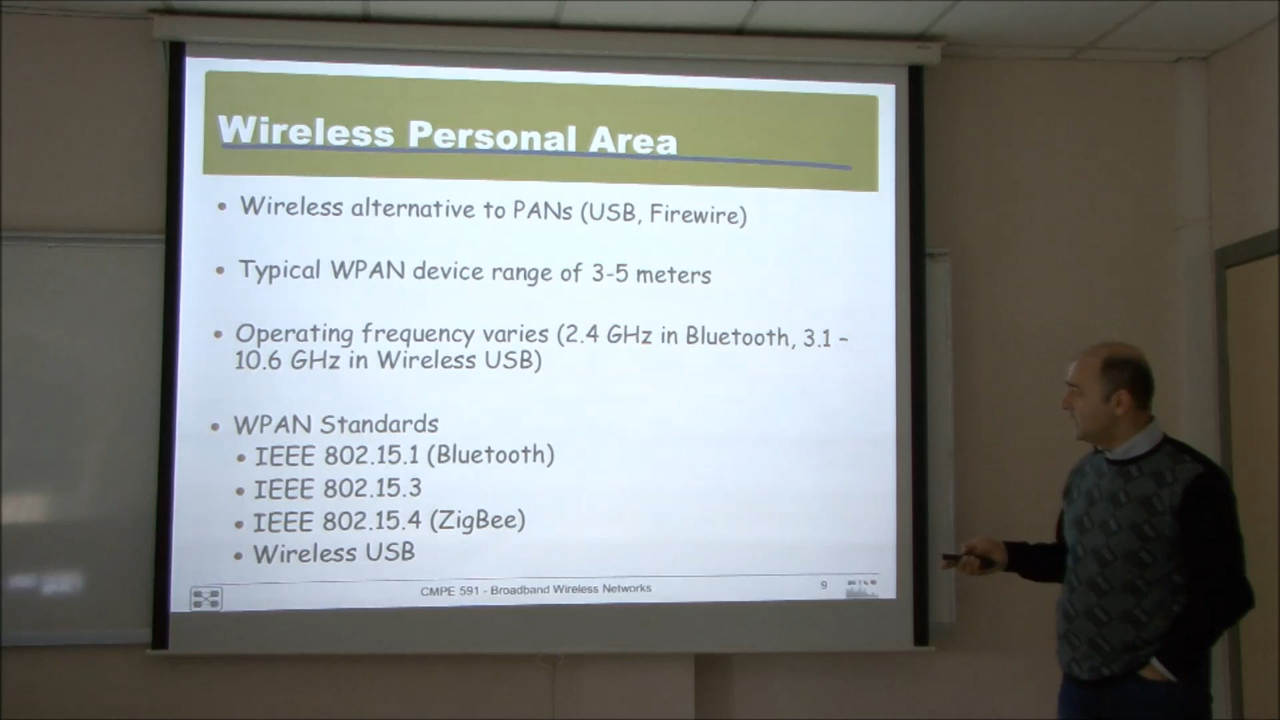 Wireless Personal Area
• Wireless alternative to PANs (USB, Firewire)
• Typical WPAN device range of 3-5 meters
• Operating frequency varies (2.4 GHz in Bluetooth, 3.1 –
10.6 GHz in Wireless USB)
• WPAN Standards
• IEEE 802.15.1 (Bluetooth)
• IEEE 802.15.3
• IEEE 802.15.4 (ZigBee)
• Wireless USB
CMPE 591 - Broadband Wireless Networks 9